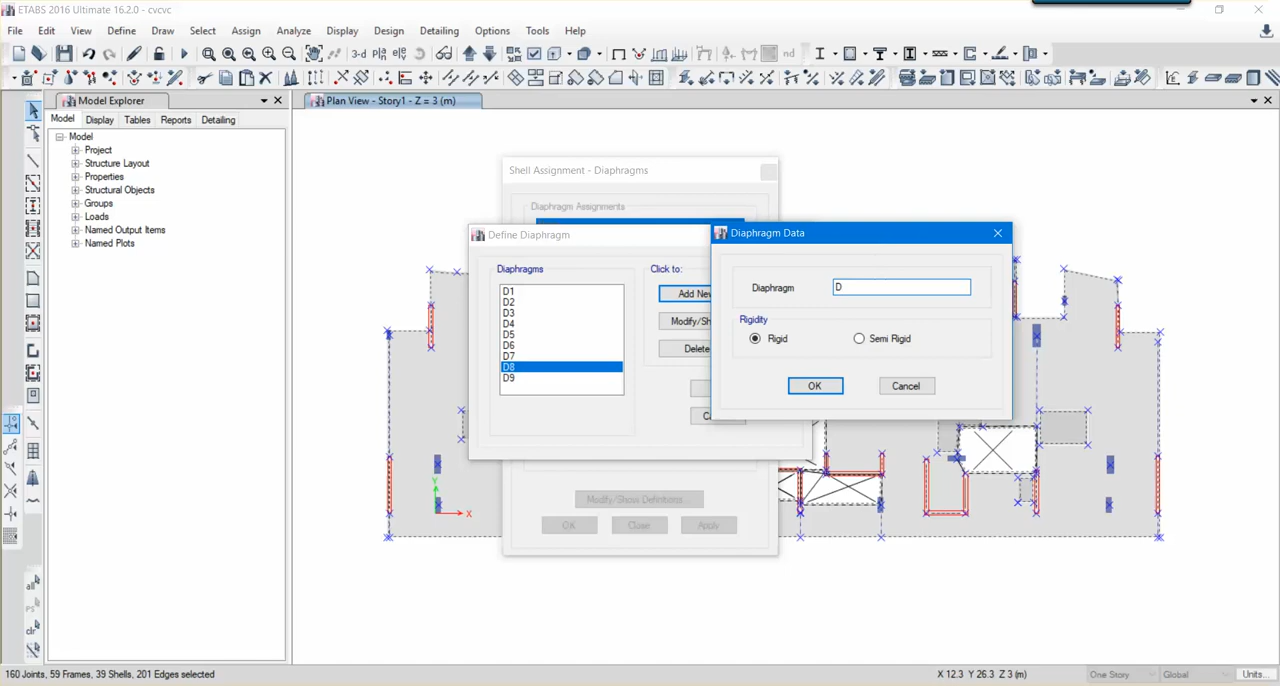 ETABS 2016 Ultimate 16.2.0 - cvcvc
File Edit View Define Draw Select Assign Analyze Display Design Detailing Options Tools Help
3-d
nd
Model Explorer
Plan View - Story1 - Z = 3 (m)
Model Display Tables Reports Detailing
Model
Project
Structure Layout
Properties
Structural Objects
Groups
Loads
Named Output Items
Named Plots
Shell Assignment - Diaphragms
Diaphragm Assignments
Define Diaphragm
Diaphragms
D1
D2
D3
D4
D5
D6
D7
D8
D9
Click to:
Add New
Modify/Sh
Delete
C
Diaphragm Data
Diaphragm D
Rigidity
Rigid Semi Rigid
OK Cancel
Modify/Show Definitions...
OK Close Apply
Y
X
all
ps
clr
160 Joints, 59 Frames, 39 Shells, 201 Edges selected
X 12.3 Y 26.3 Z 3 (m)
One Story Global Units...